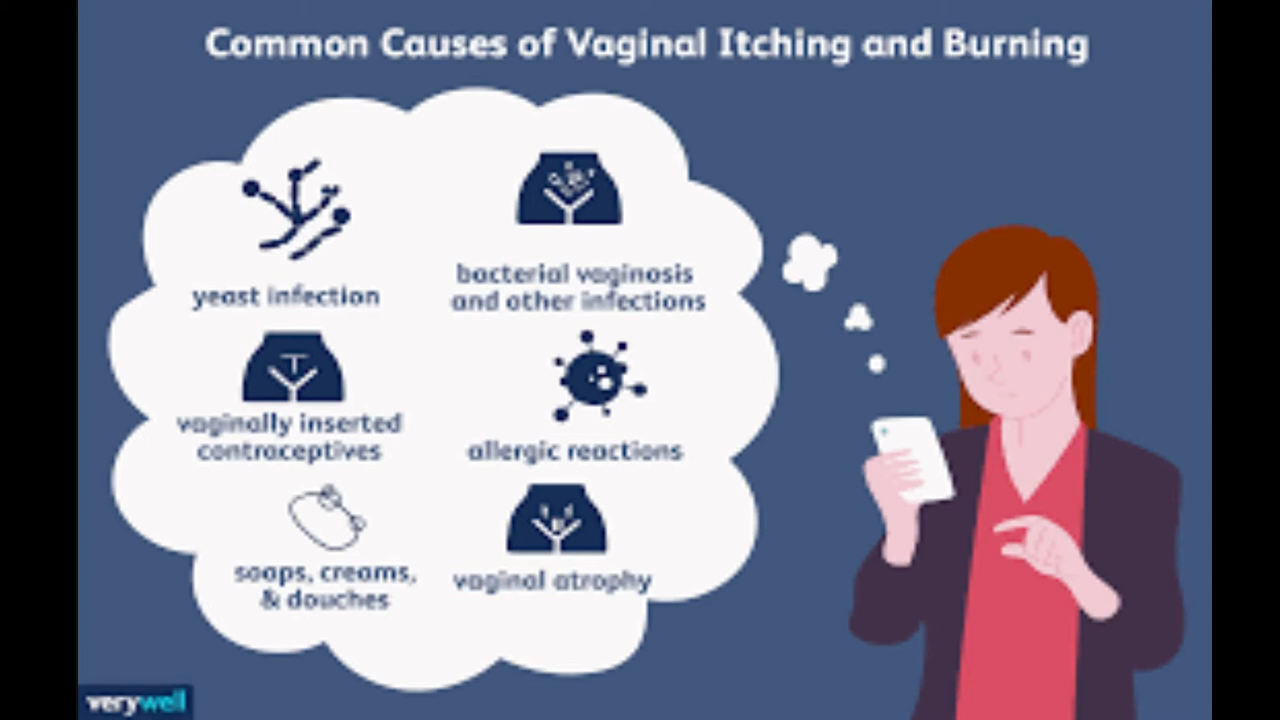 Common Causes of Vaginal Itching and Burning
yeast infection
bacterial vaginosis
and other infections
vaginally inserted
contraceptives
allergic reactions
soaps, creams,
& douches
vaginal atrophy
verywell